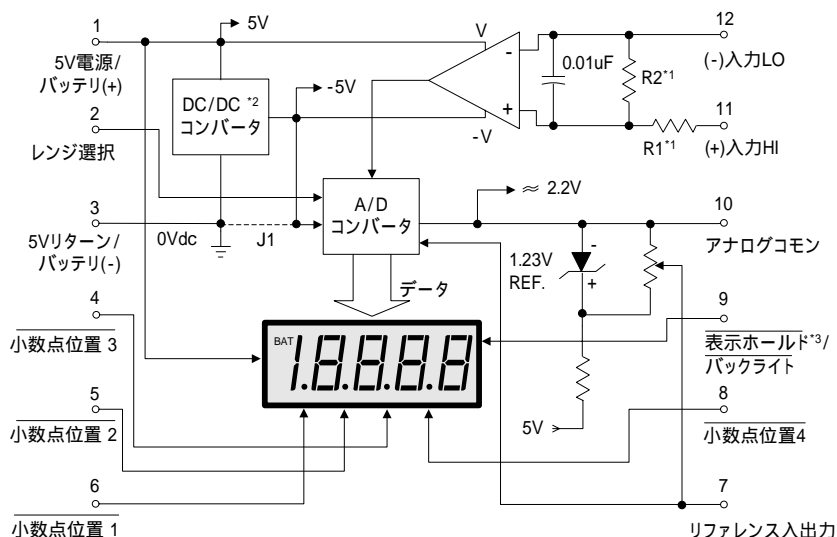 1
5V電源/
バッテリ(+)
2
レンジ選択
3
5Vリターン/
バッテリ(-)
4
小数点位置 3
5
小数点位置 2
6
小数点位置 1
5V
DC/DC *2
コンバータ
-5V
0Vdc
J1
V
-
+
-V
A/D
コンバータ
データ
≈ 2.2V
0.01uF
R2*1
R1*1
1.23V
REF.
-
+
5V
BAT
1.8.8.8.8
12
(-)入力LO
11
(+)入力HI
10
アナログコモン
9
表示ホールド*3/
バックライト
8
小数点位置4
7
リファレンス入出力